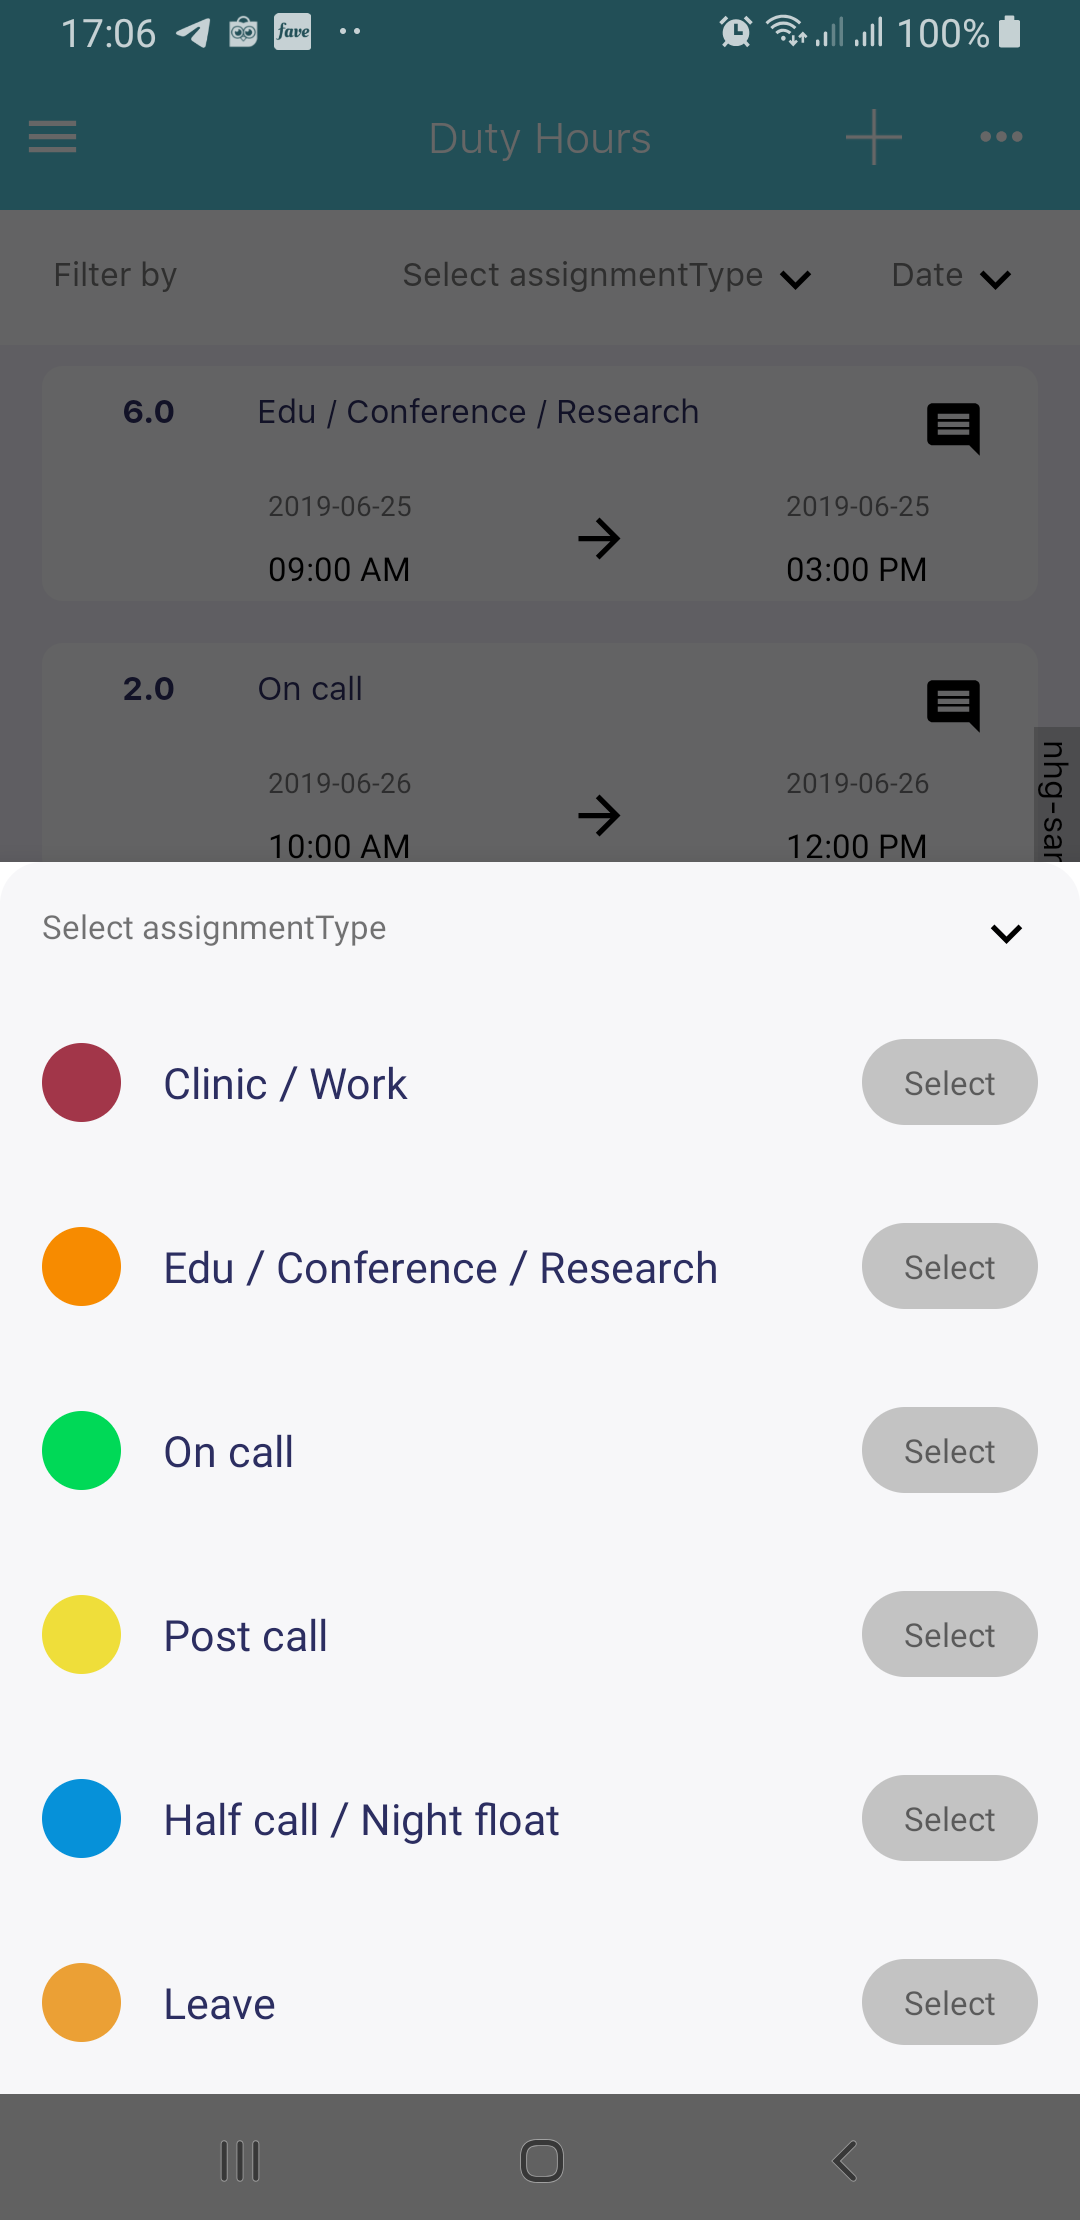 17:06 fave 100%
Duty Hours
Filter by Select assignmentType Date
6.0 Edu / Conference / Research
2019-06-25 2019-06-25
09:00 AM 03:00 PM
2.0 On call
2019-06-26 2019-06-26
10:00 AM 12:00 PM
nhg-sar
Select assignmentType
Clinic / Work Select
Edu / Conference / Research Select
On call Select
Post call Select
Half call / Night float Select
Leave Select